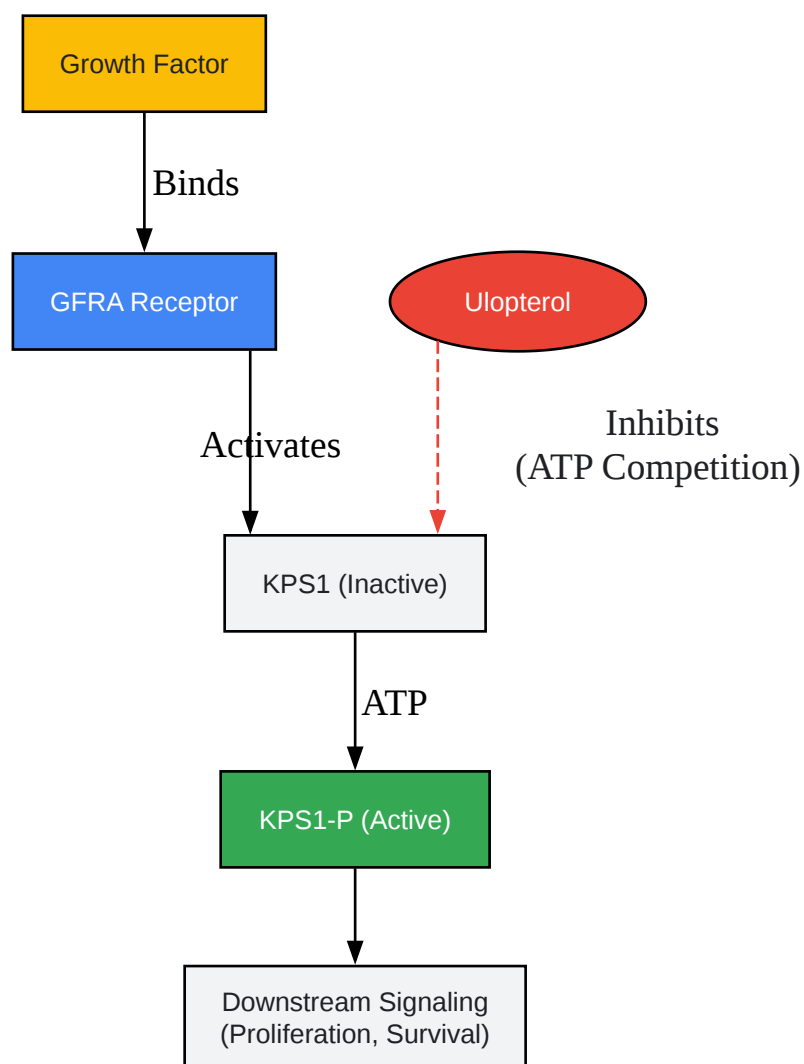 Growth Factor
Binds
GFRA Receptor
Ulopterol
Activates
Inhibits
(ATP Competition)
KPS1 (Inactive)
ATP
KPS1-P (Active)
Downstream Signaling
(Proliferation, Survival)